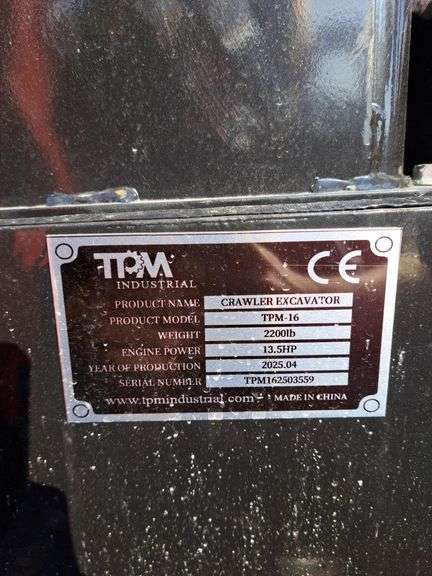 TPM
INDUSTRIAL
CE
PRODUCT NAME CRAWLER EXCAVATOR
PRODUCT MODEL TPM-16
WEIGHT 2200lb
ENGINE POWER 13.5HP
YEAR OF PRODUCTION 2025.04
SERIAL NUMBER TPM162503559
www.tpmindustrial.com MADE IN CHINA